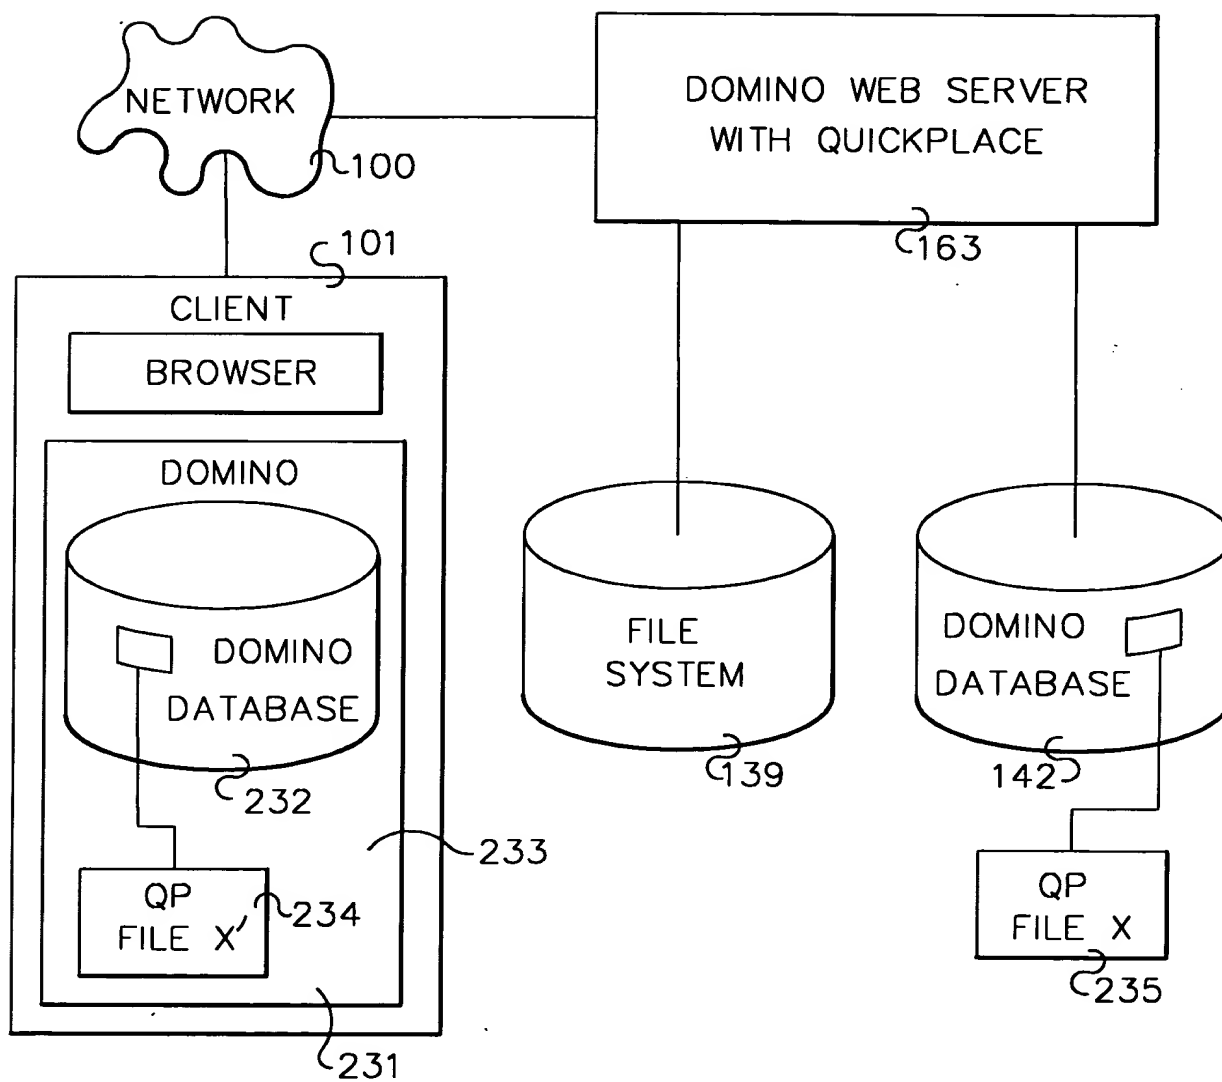 NETWORK
100
DOMINO WEB SERVER
WITH QUICKPLACE
163
101
CLIENT
BROWSER
DOMINO
DOMINO
DATABASE
232
233
QP
FILE X'
234
231
FILE
SYSTEM
139
DOMINO
DATABASE
142
QP
FILE X
235